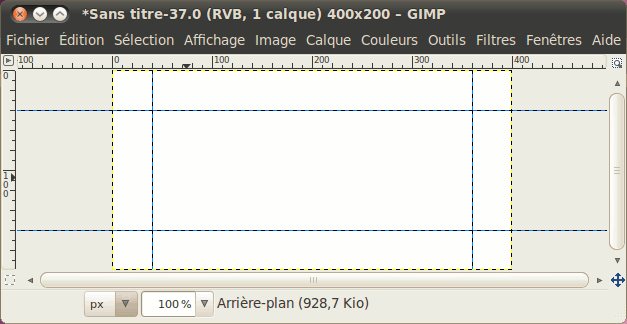 *Sans titre-37.0 (RVB, 1 calque) 400x200 – GIMP
Fichier Édition Sélection Affichage Image Calque Couleurs Outils Filtres Fenêtres Aide
-100 0 100 200 300 400
0
100
px 100 % Arrière-plan (928,7 Kio)